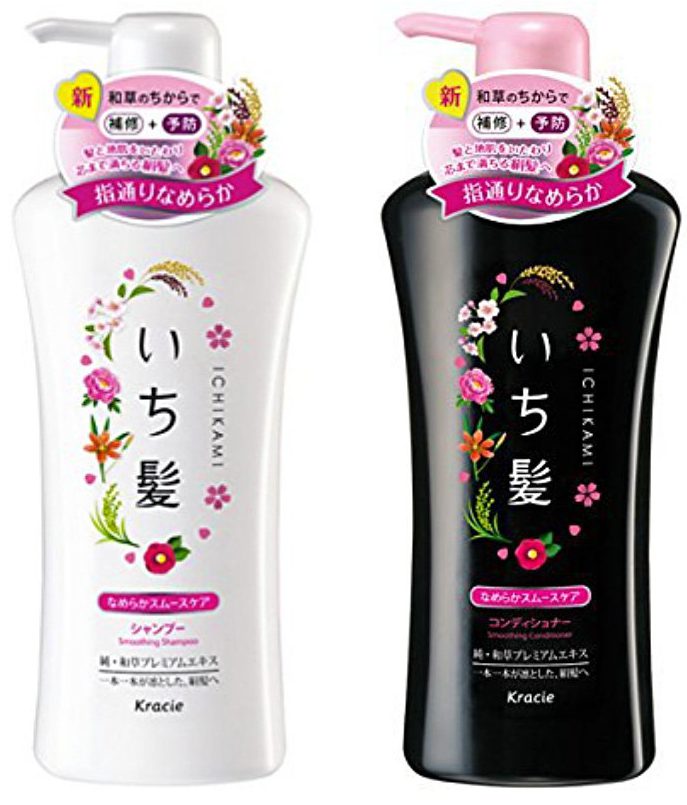 新
和草のちからで
補修 + 予防
髪と地肌をいたわり
芯まで満ちる絹髪へ
指通りなめらか
いち髪
ICHIKAMI
なめらかスムースケア
シャンプー
Smoothing Shampoo
純・和草プレミアムエキス
一本一本が凛とした、絹髪へ
Kracie
新
和草のちからで
補修 + 予防
髪と地肌をいたわり
芯まで満ちる絹髪へ
指通りなめらか
いち髪
ICHIKAMI
なめらかスムースケア
コンディショナー
Smoothing Conditioner
純・和草プレミアムエキス
一本一本が凛とした、絹髪へ
Kracie